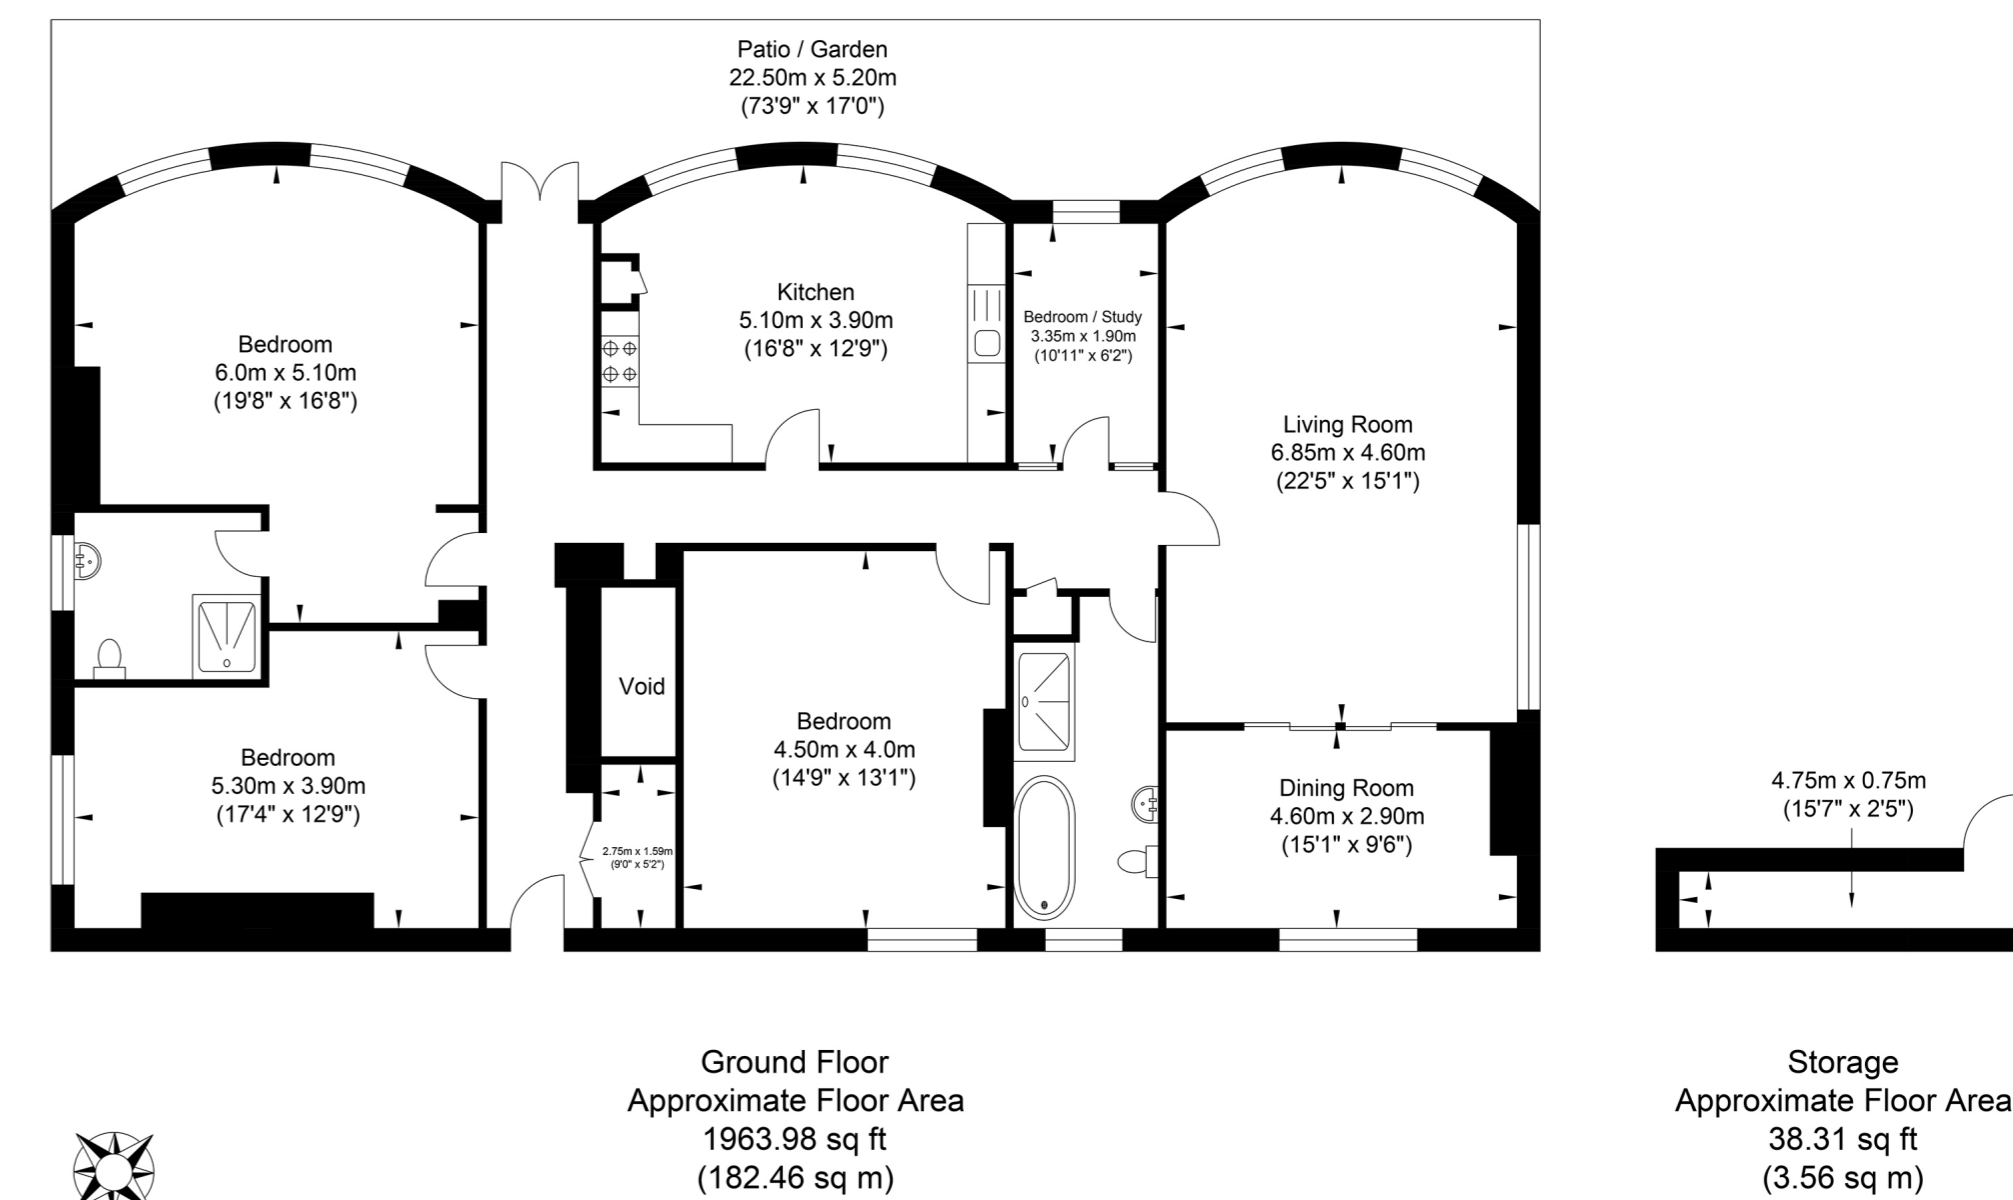 Patio / Garden
22.50m x 5.20m
(73'9" x 17'0")
Kitchen
5.10m x 3.90m
(16'8" x 12'9")
Bedroom / Study
3.35m x 1.90m
(10'11" x 6'2")
Bedroom
6.0m x 5.10m
(19'8" x 16'8")
Living Room
6.85m x 4.60m
(22'5" x 15'1")
Void
Bedroom
4.50m x 4.0m
(14'9" x 13'1")
Bedroom
5.30m x 3.90m
(17'4" x 12'9")
Dining Room
4.60m x 2.90m
(15'1" x 9'6")
4.75m x 0.75m
(15'7" x 2'5")
2.75m x 1.59m
(9'0" x 5'2")
Ground Floor
Approximate Floor Area
1963.98 sq ft
(182.46 sq m)
Storage
Approximate Floor Area
38.31 sq ft
(3.56 sq m)